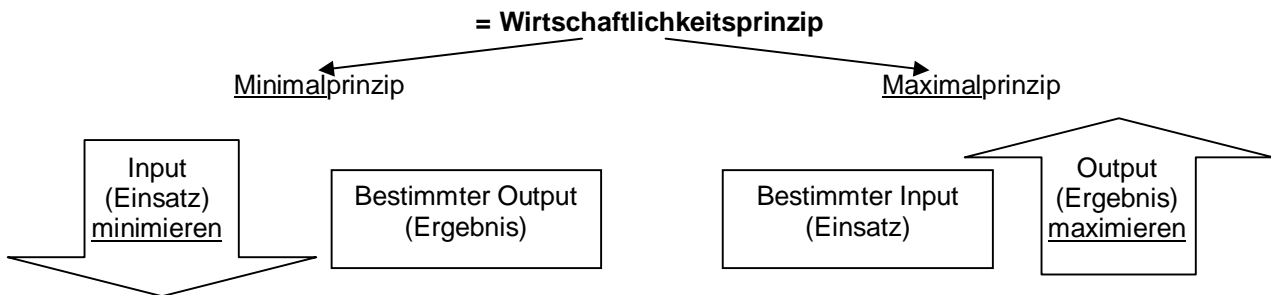 = Wirtschaftlichkeitsprinzip
Minimalprinzip
Maximalprinzip
Input
(Einsatz)
minimieren
Bestimmter Output
(Ergebnis)
Bestimmter Input
(Einsatz)
Output
(Ergebnis)
maximieren